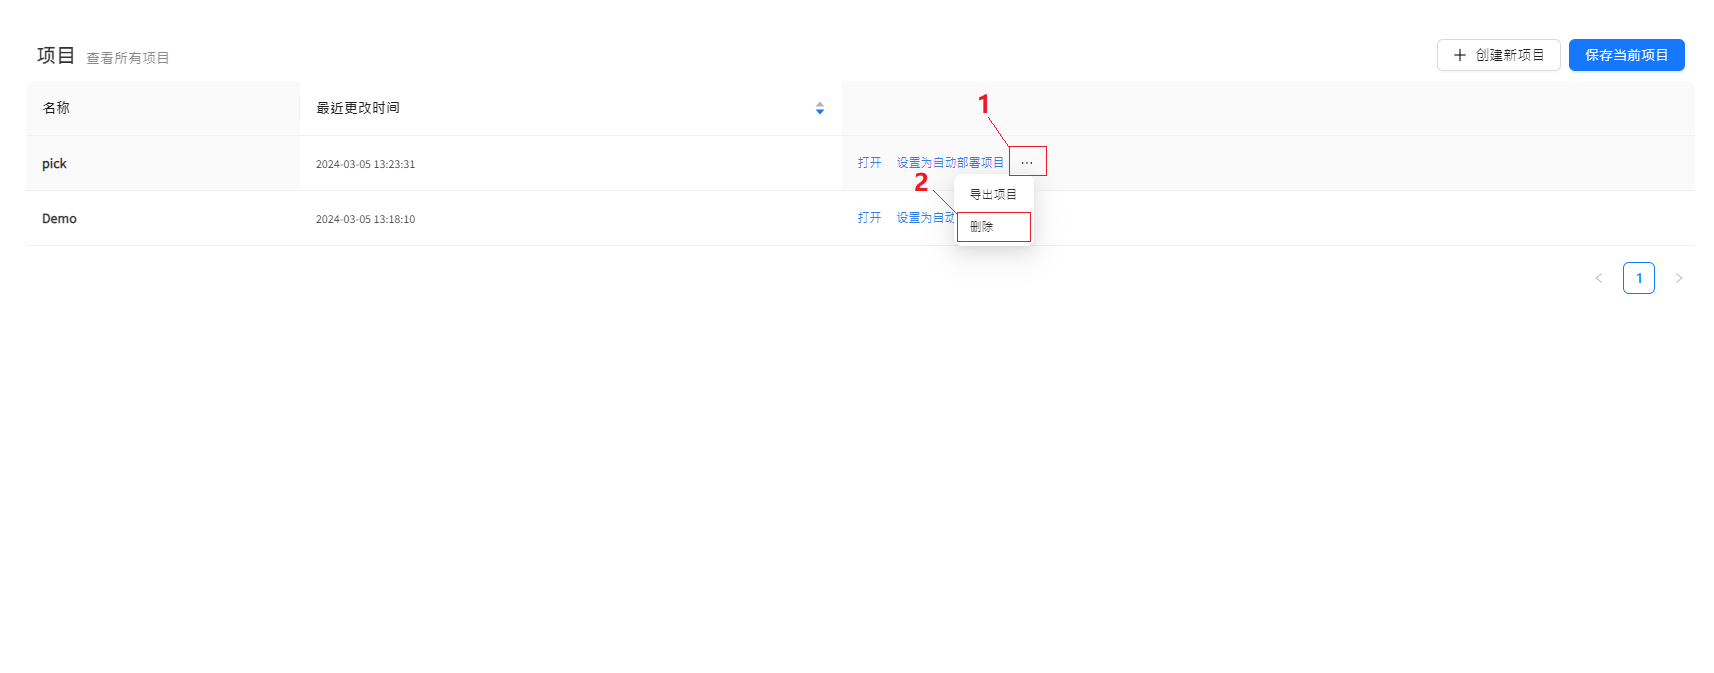 项目 查看所有项目
创建新项目 保存当前项目
名称 最近更改时间
1
pick 2024-03-05 13:23:31 打开 设置为自动部署项目 ···
2
导出项目
Demo 2024-03-05 13:18:10 打开 设置为自动
删除
< 1 >